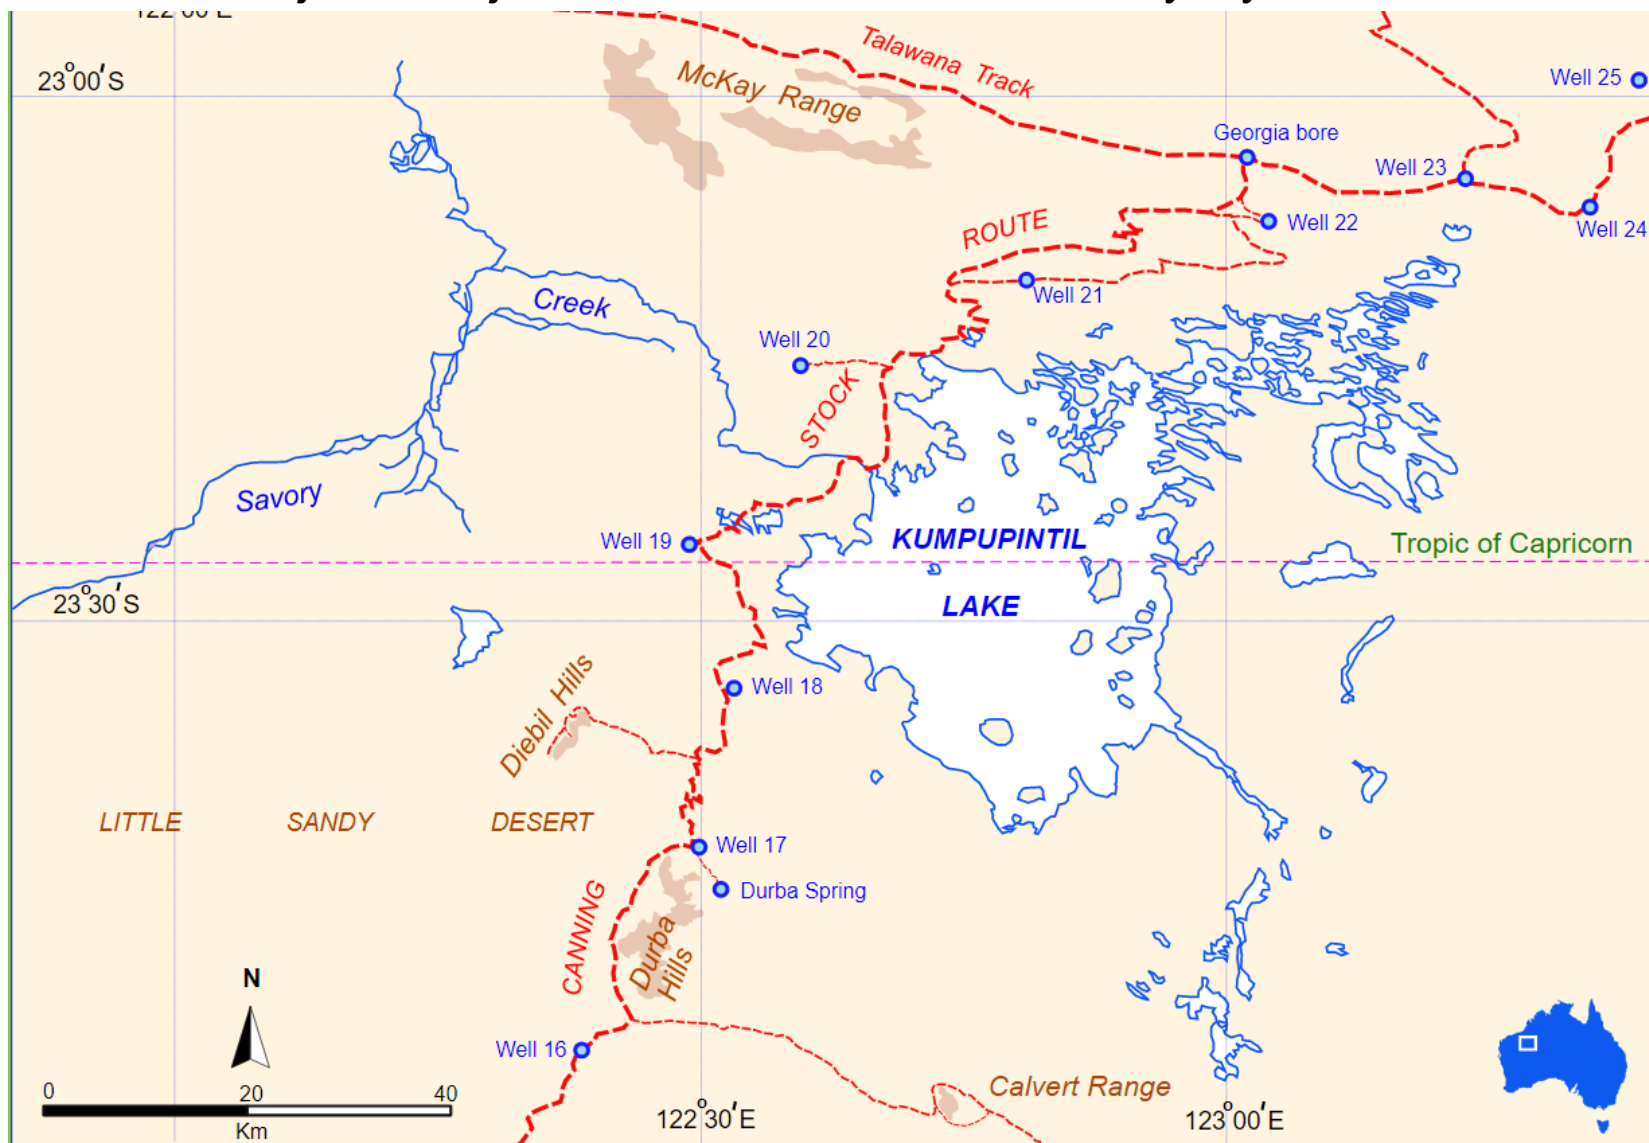 23°00'S
McKay Range
Talawana Track
Well 25
Georgia bore
Well 23
Well 22
Well 24
ROUTE
Creek
Well 21
Well 20
STOCK
Savory
KUMPUPINTIL
LAKE
Well 19
Tropic of Capricorn
23°30'S
Diebil Hills
Well 18
LITTLE SANDY DESERT
Well 17
Durba Spring
CANNING
Durba
Hills
N
Well 16
Calvert Range
0 20 40
Km
122°30'E
123°00'E